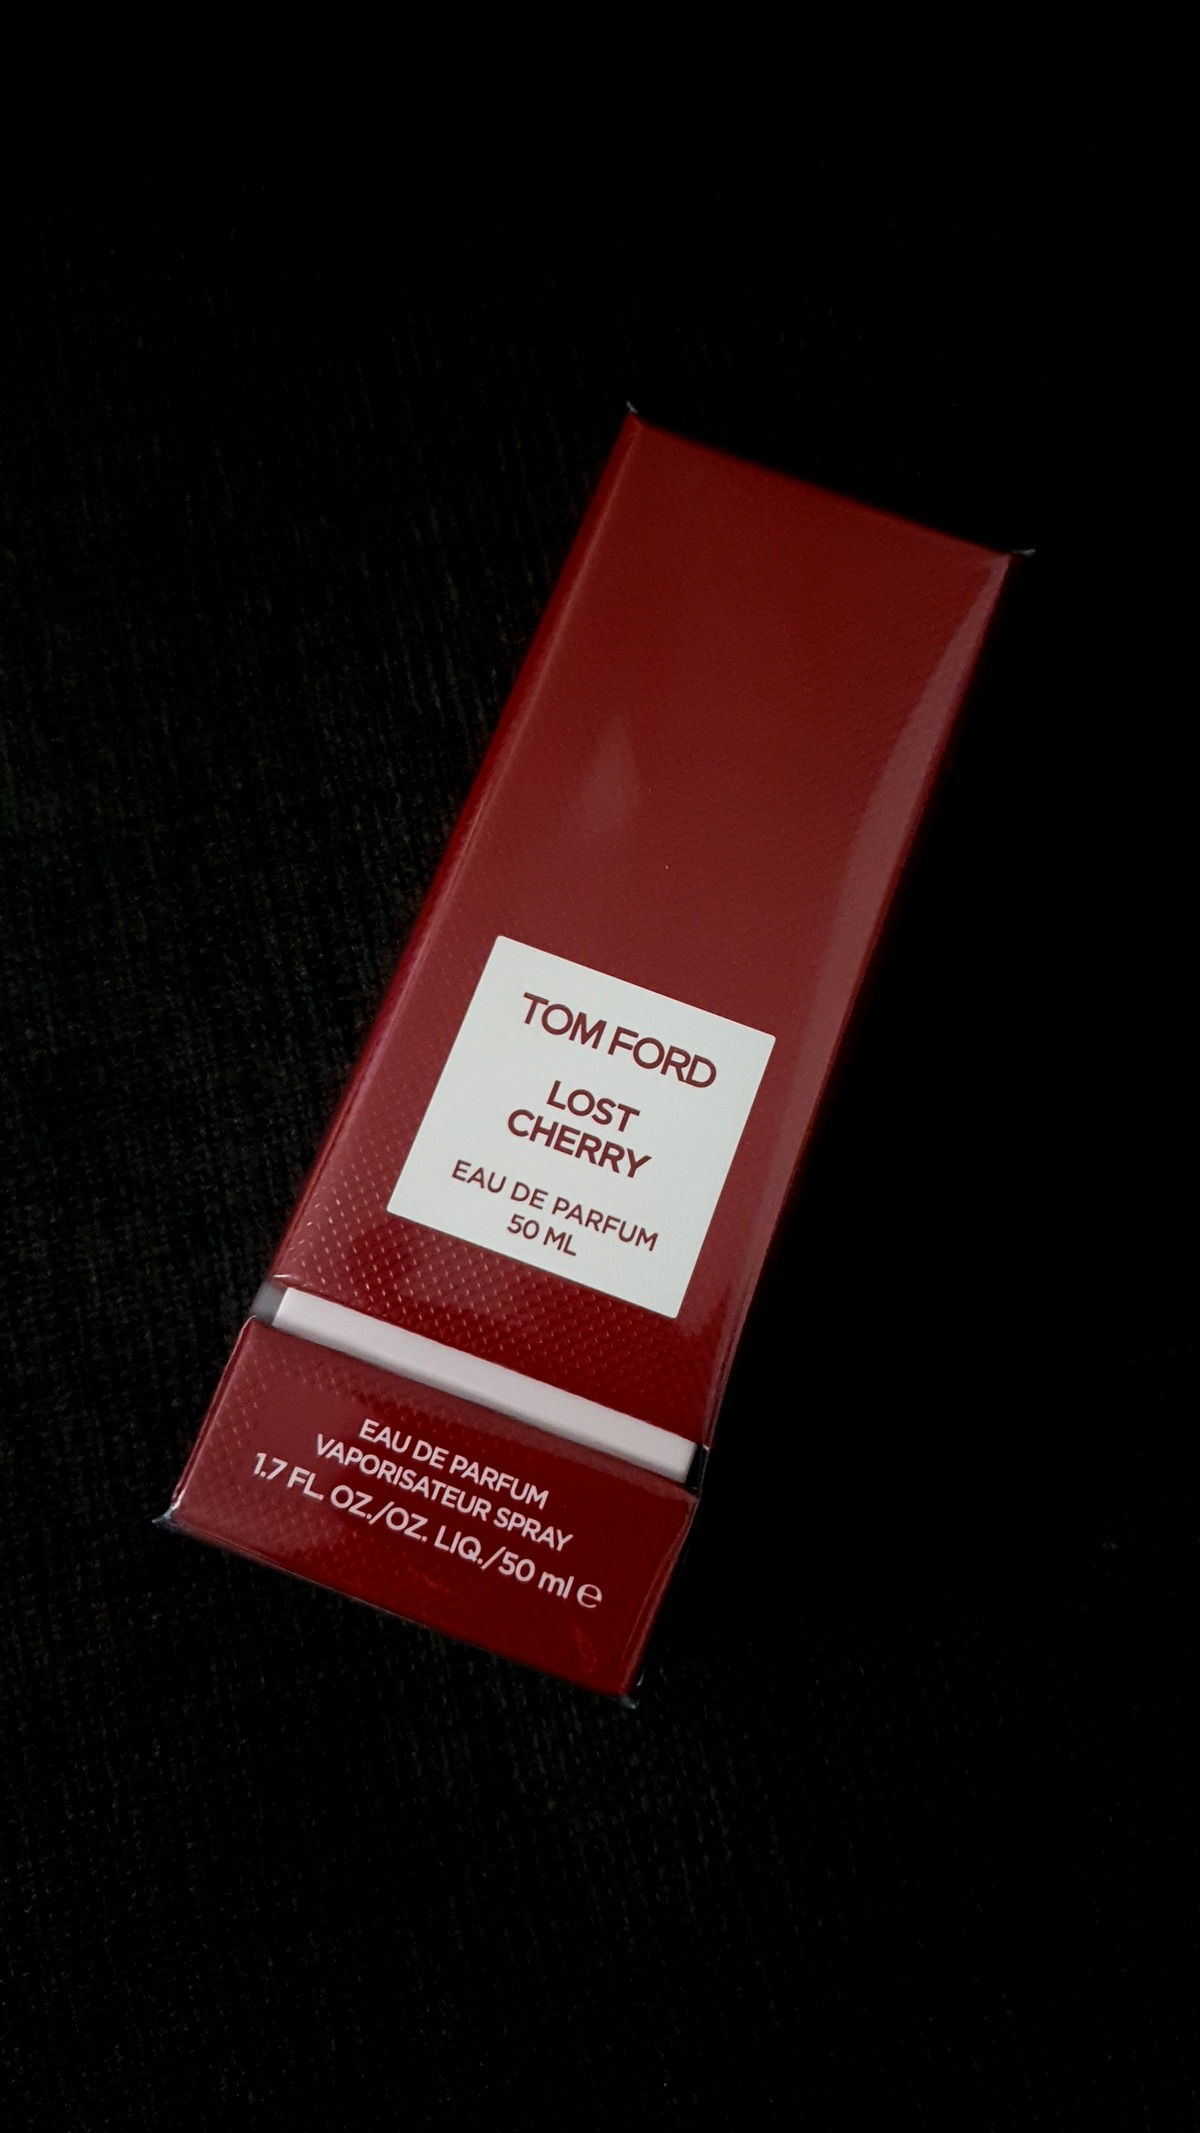 TOM FORD
LOST
CHERRY
EAU DE PARFUM
50 ML
EAU DE PARFUM
VAPORISATEUR SPRAY
1.7 FL. OZ./OZ. LIQ./50 ml ℮